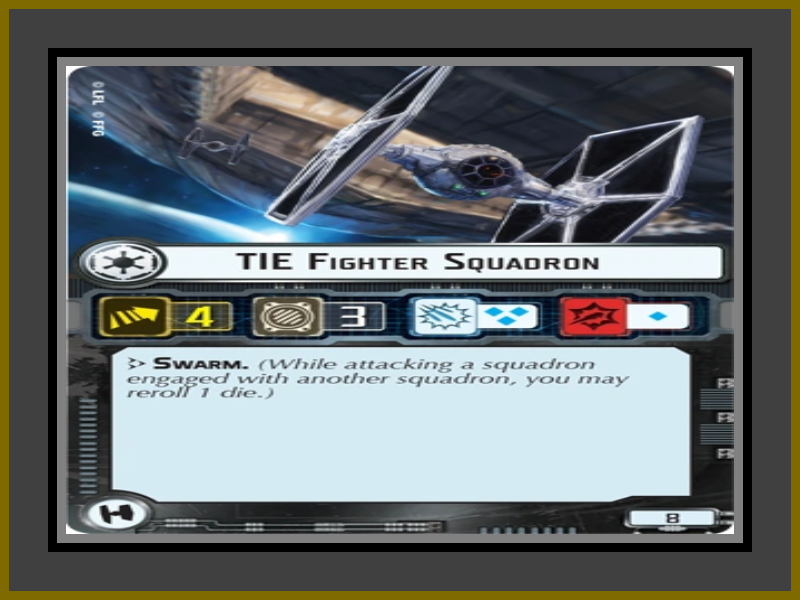 ©LFL ©FFG
TIE FIGHTER SQUADRON
4 3
SWARM. (While attacking a squadron
engaged with another squadron, you may
reroll 1 die.)
8